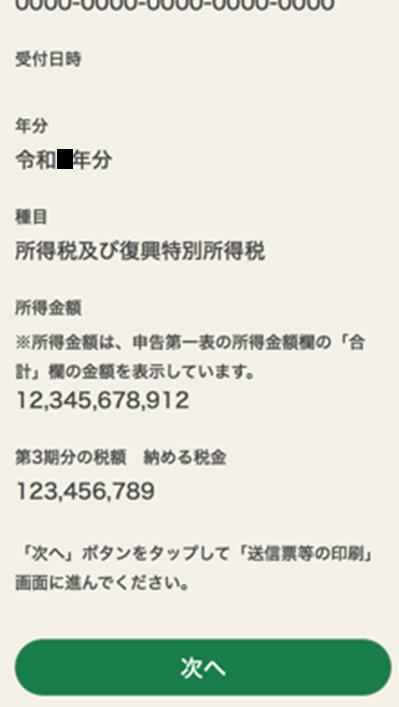 0000-0000-0000-0000-0000
受付日時
年分
令和 年分
種目
所得税及び復興特別所得税
所得金額
※所得金額は、申告第一表の所得金額欄の「合
計」欄の金額を表示しています。
12,345,678,912
第3期分の税額　納める税金
123,456,789
「次へ」ボタンをタップして「送信票等の印刷」
画面に進んでください。
次へ